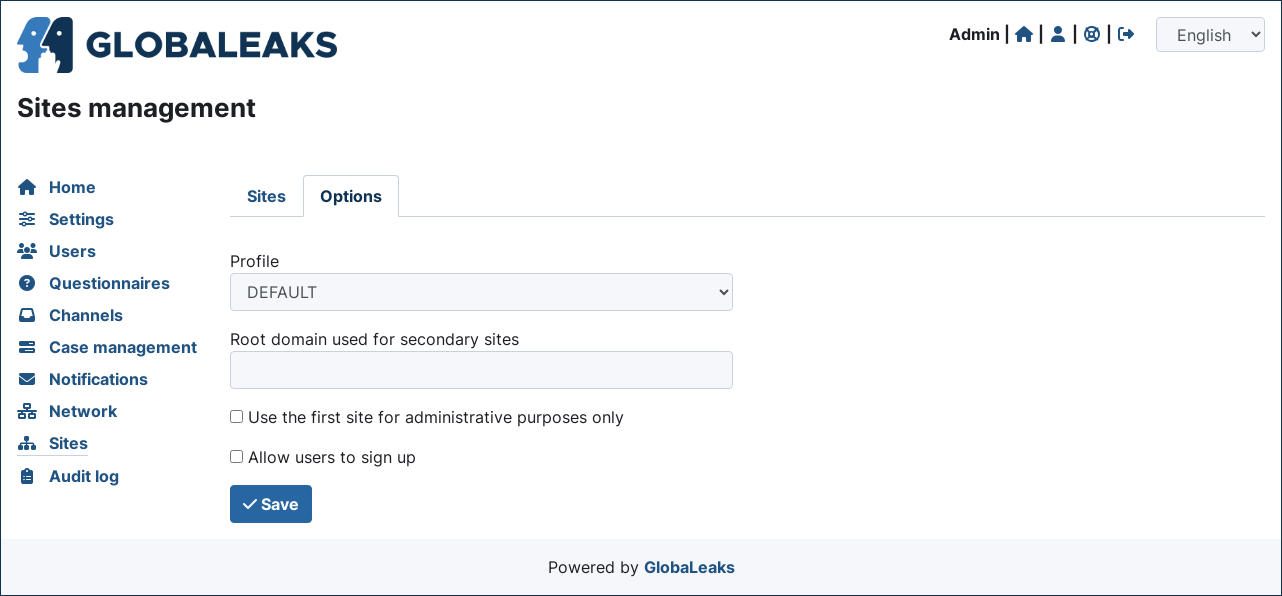 GLOBALEAKS
Admin | | | |
English
Sites management
Home
Settings
Users
Questionnaires
Channels
Case management
Notifications
Network
Sites
Audit log
Sites Options
Profile
DEFAULT
Root domain used for secondary sites
Use the first site for administrative purposes only
Allow users to sign up
Save
Powered by GlobaLeaks